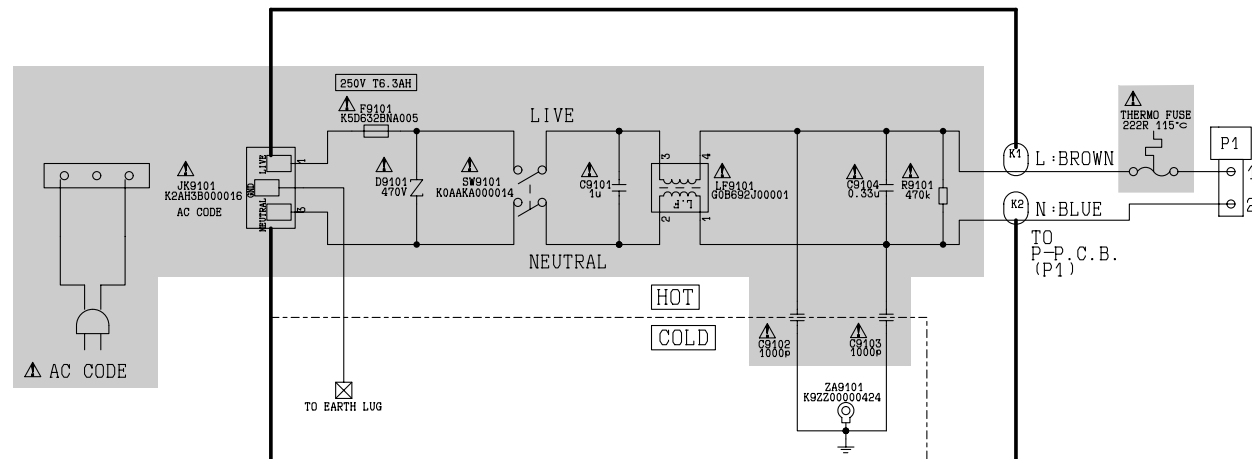 250V T6.3AH
F9101
K5D632BNA005
LIVE
THERMO FUSE
222R 115°C
P1
JK9101
K2AH3B000016
AC CODE
LIVE
GND
NEUTRAL
1
3
D9101
470V
SW9101
K0AAKA000014
C9101
1u
3
4
L.F
2
1
LF9101
G0B692J00001
C9104
0.33u
R9101
470k
K1
L:BROWN
1
K2
N:BLUE
2
TO
P-P.C.B.
(P1)
NEUTRAL
HOT
COLD
C9102
1000p
C9103
1000p
AC CODE
TO EARTH LUG
ZA9101
K9ZZ00000424